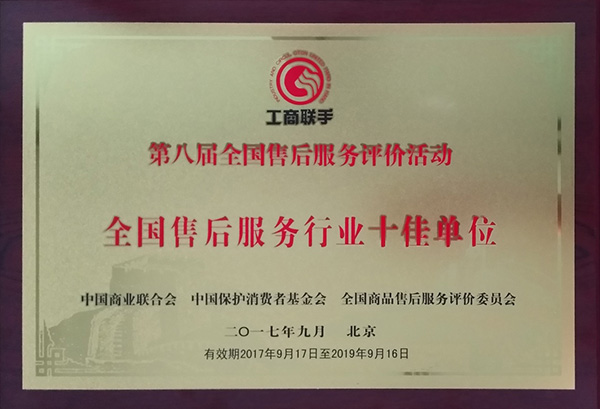 工商联手
第八届全国售后服务评价活动
全国售后服务行业十佳单位
中国商业联合会 中国保护消费者基金会 全国商品售后服务评价委员会
二〇一七年九月 北京
有效期2017年9月17日至2019年9月16日